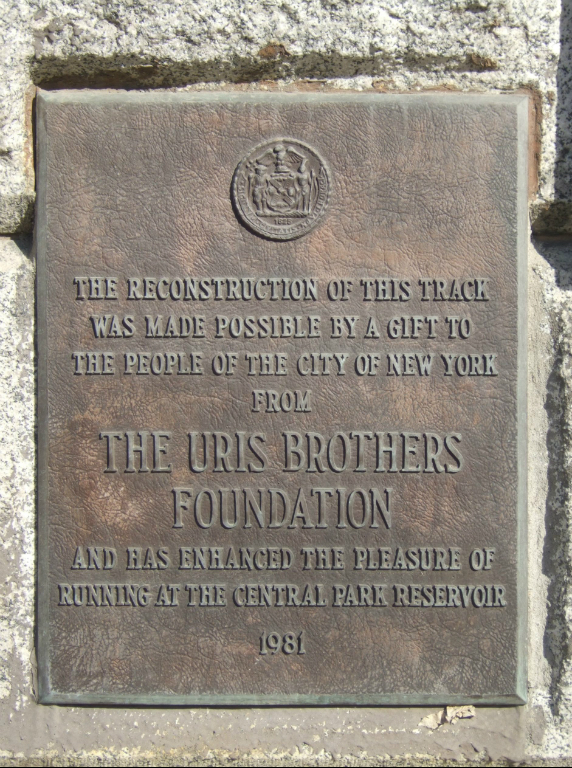 THE RECONSTRUCTION OF THIS TRACK
WAS MADE POSSIBLE BY A GIFT TO
THE PEOPLE OF THE CITY OF NEW YORK
FROM
THE URIS BROTHERS
FOUNDATION
AND HAS ENHANCED THE PLEASURE OF
RUNNING AT THE CENTRAL PARK RESERVOIR
1981